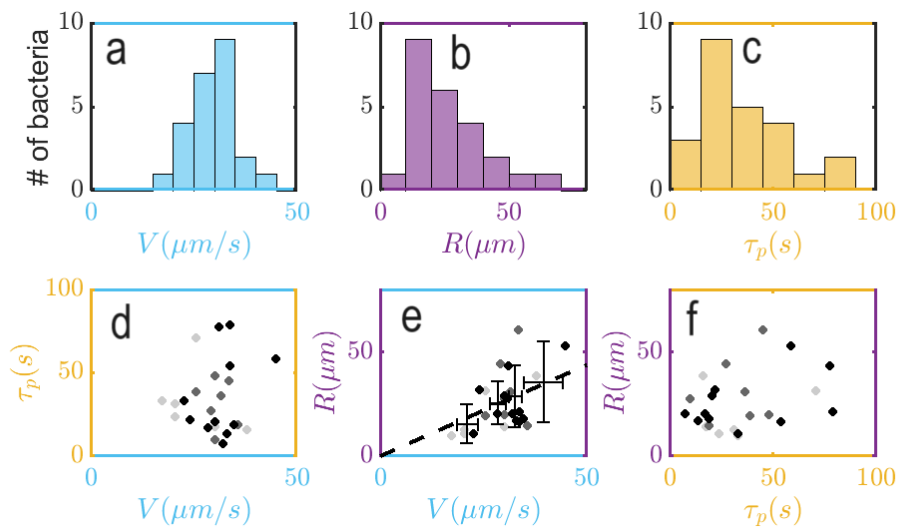 10 10 10
a b c
# of bacteria
5 5 5
0 0 0
0 50 0 50 0 50 100
V(μm/s) R(μm) τp(s)
100
d e f
τp(s) 50 R(μm) 50 R(μm) 50
0 0 0
0 50 0 50 0 50 100
V(μm/s) V(μm/s) τp(s)